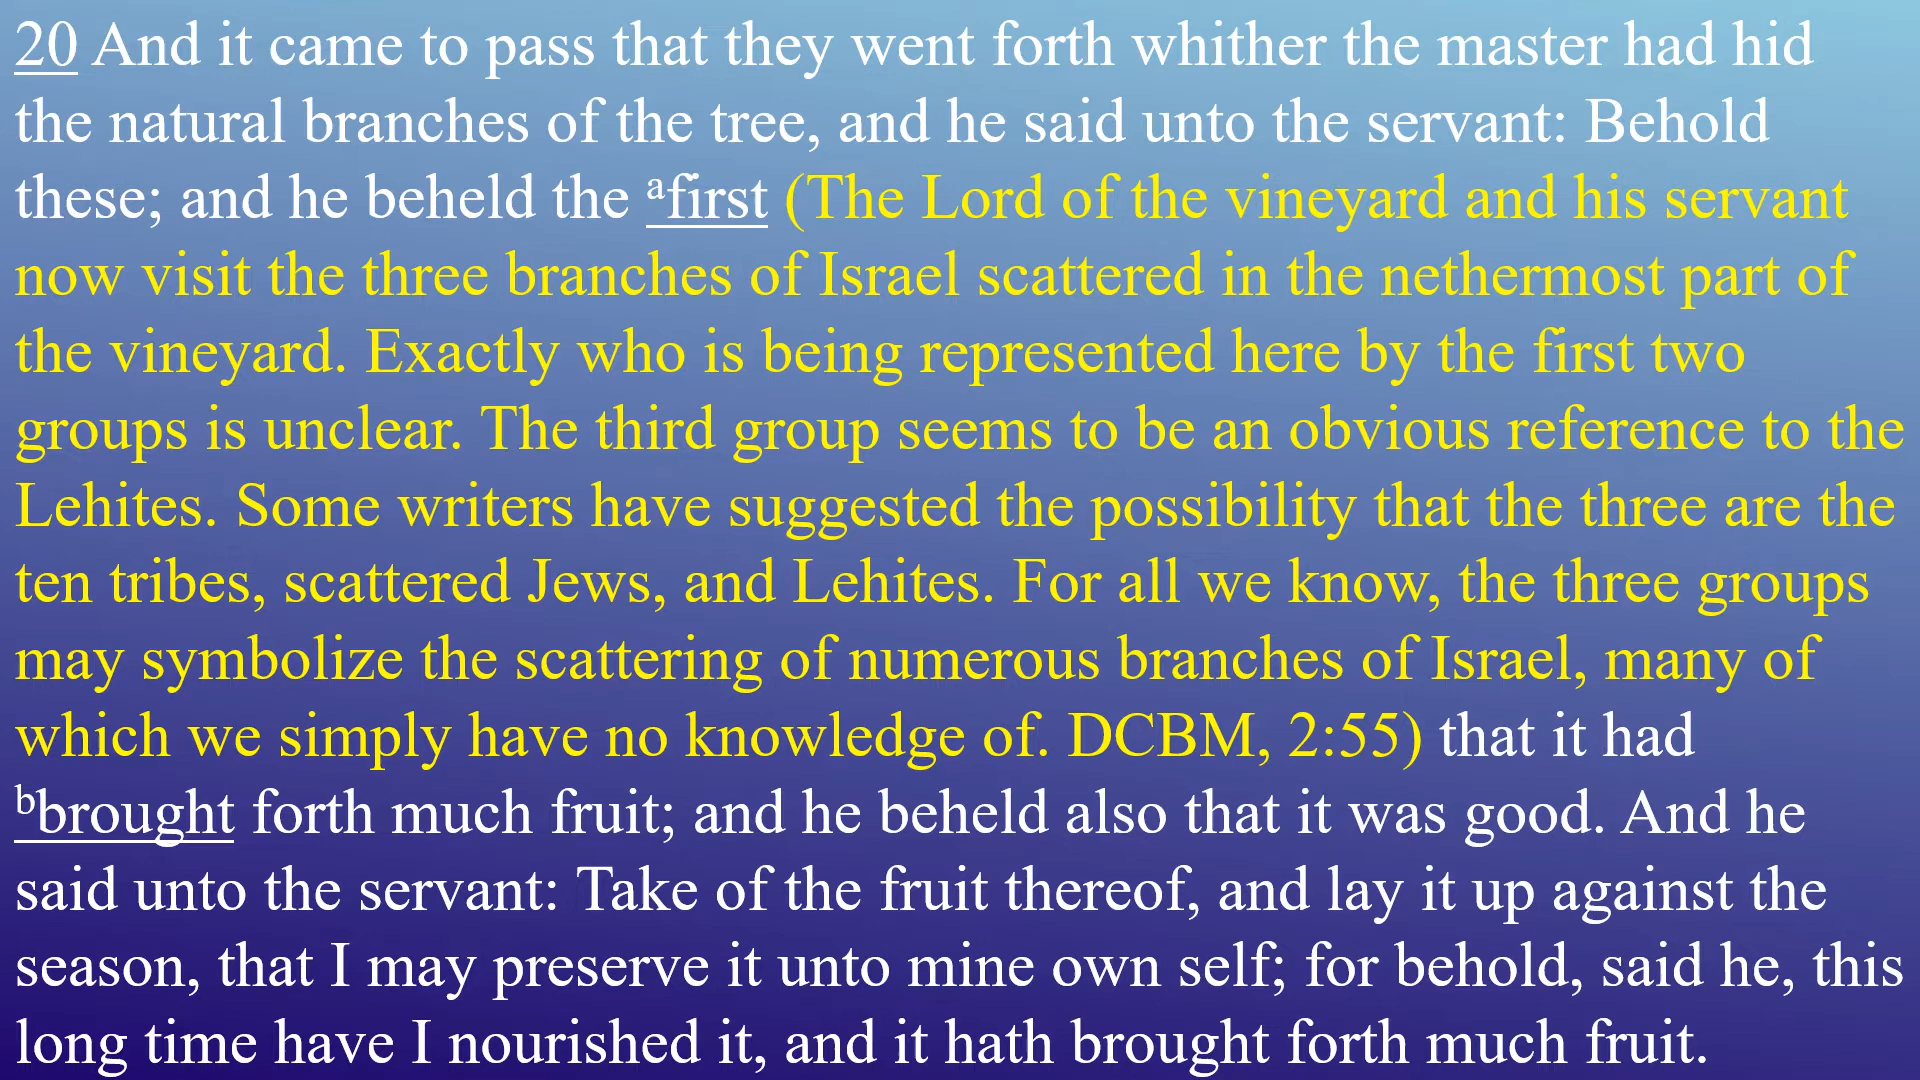 20 And it came to pass that they went forth whither the master had hid
the natural branches of the tree, and he said unto the servant: Behold
these; and he beheld the afirst (The Lord of the vineyard and his servant
now visit the three branches of Israel scattered in the nethermost part of
the vineyard. Exactly who is being represented here by the first two
groups is unclear. The third group seems to be an obvious reference to the
Lehites. Some writers have suggested the possibility that the three are the
ten tribes, scattered Jews, and Lehites. For all we know, the three groups
may symbolize the scattering of numerous branches of Israel, many of
which we simply have no knowledge of. DCBM, 2:55) that it had
bbrought forth much fruit; and he beheld also that it was good. And he
said unto the servant: Take of the fruit thereof, and lay it up against the
season, that I may preserve it unto mine own self; for behold, said he, this
long time have I nourished it, and it hath brought forth much fruit.